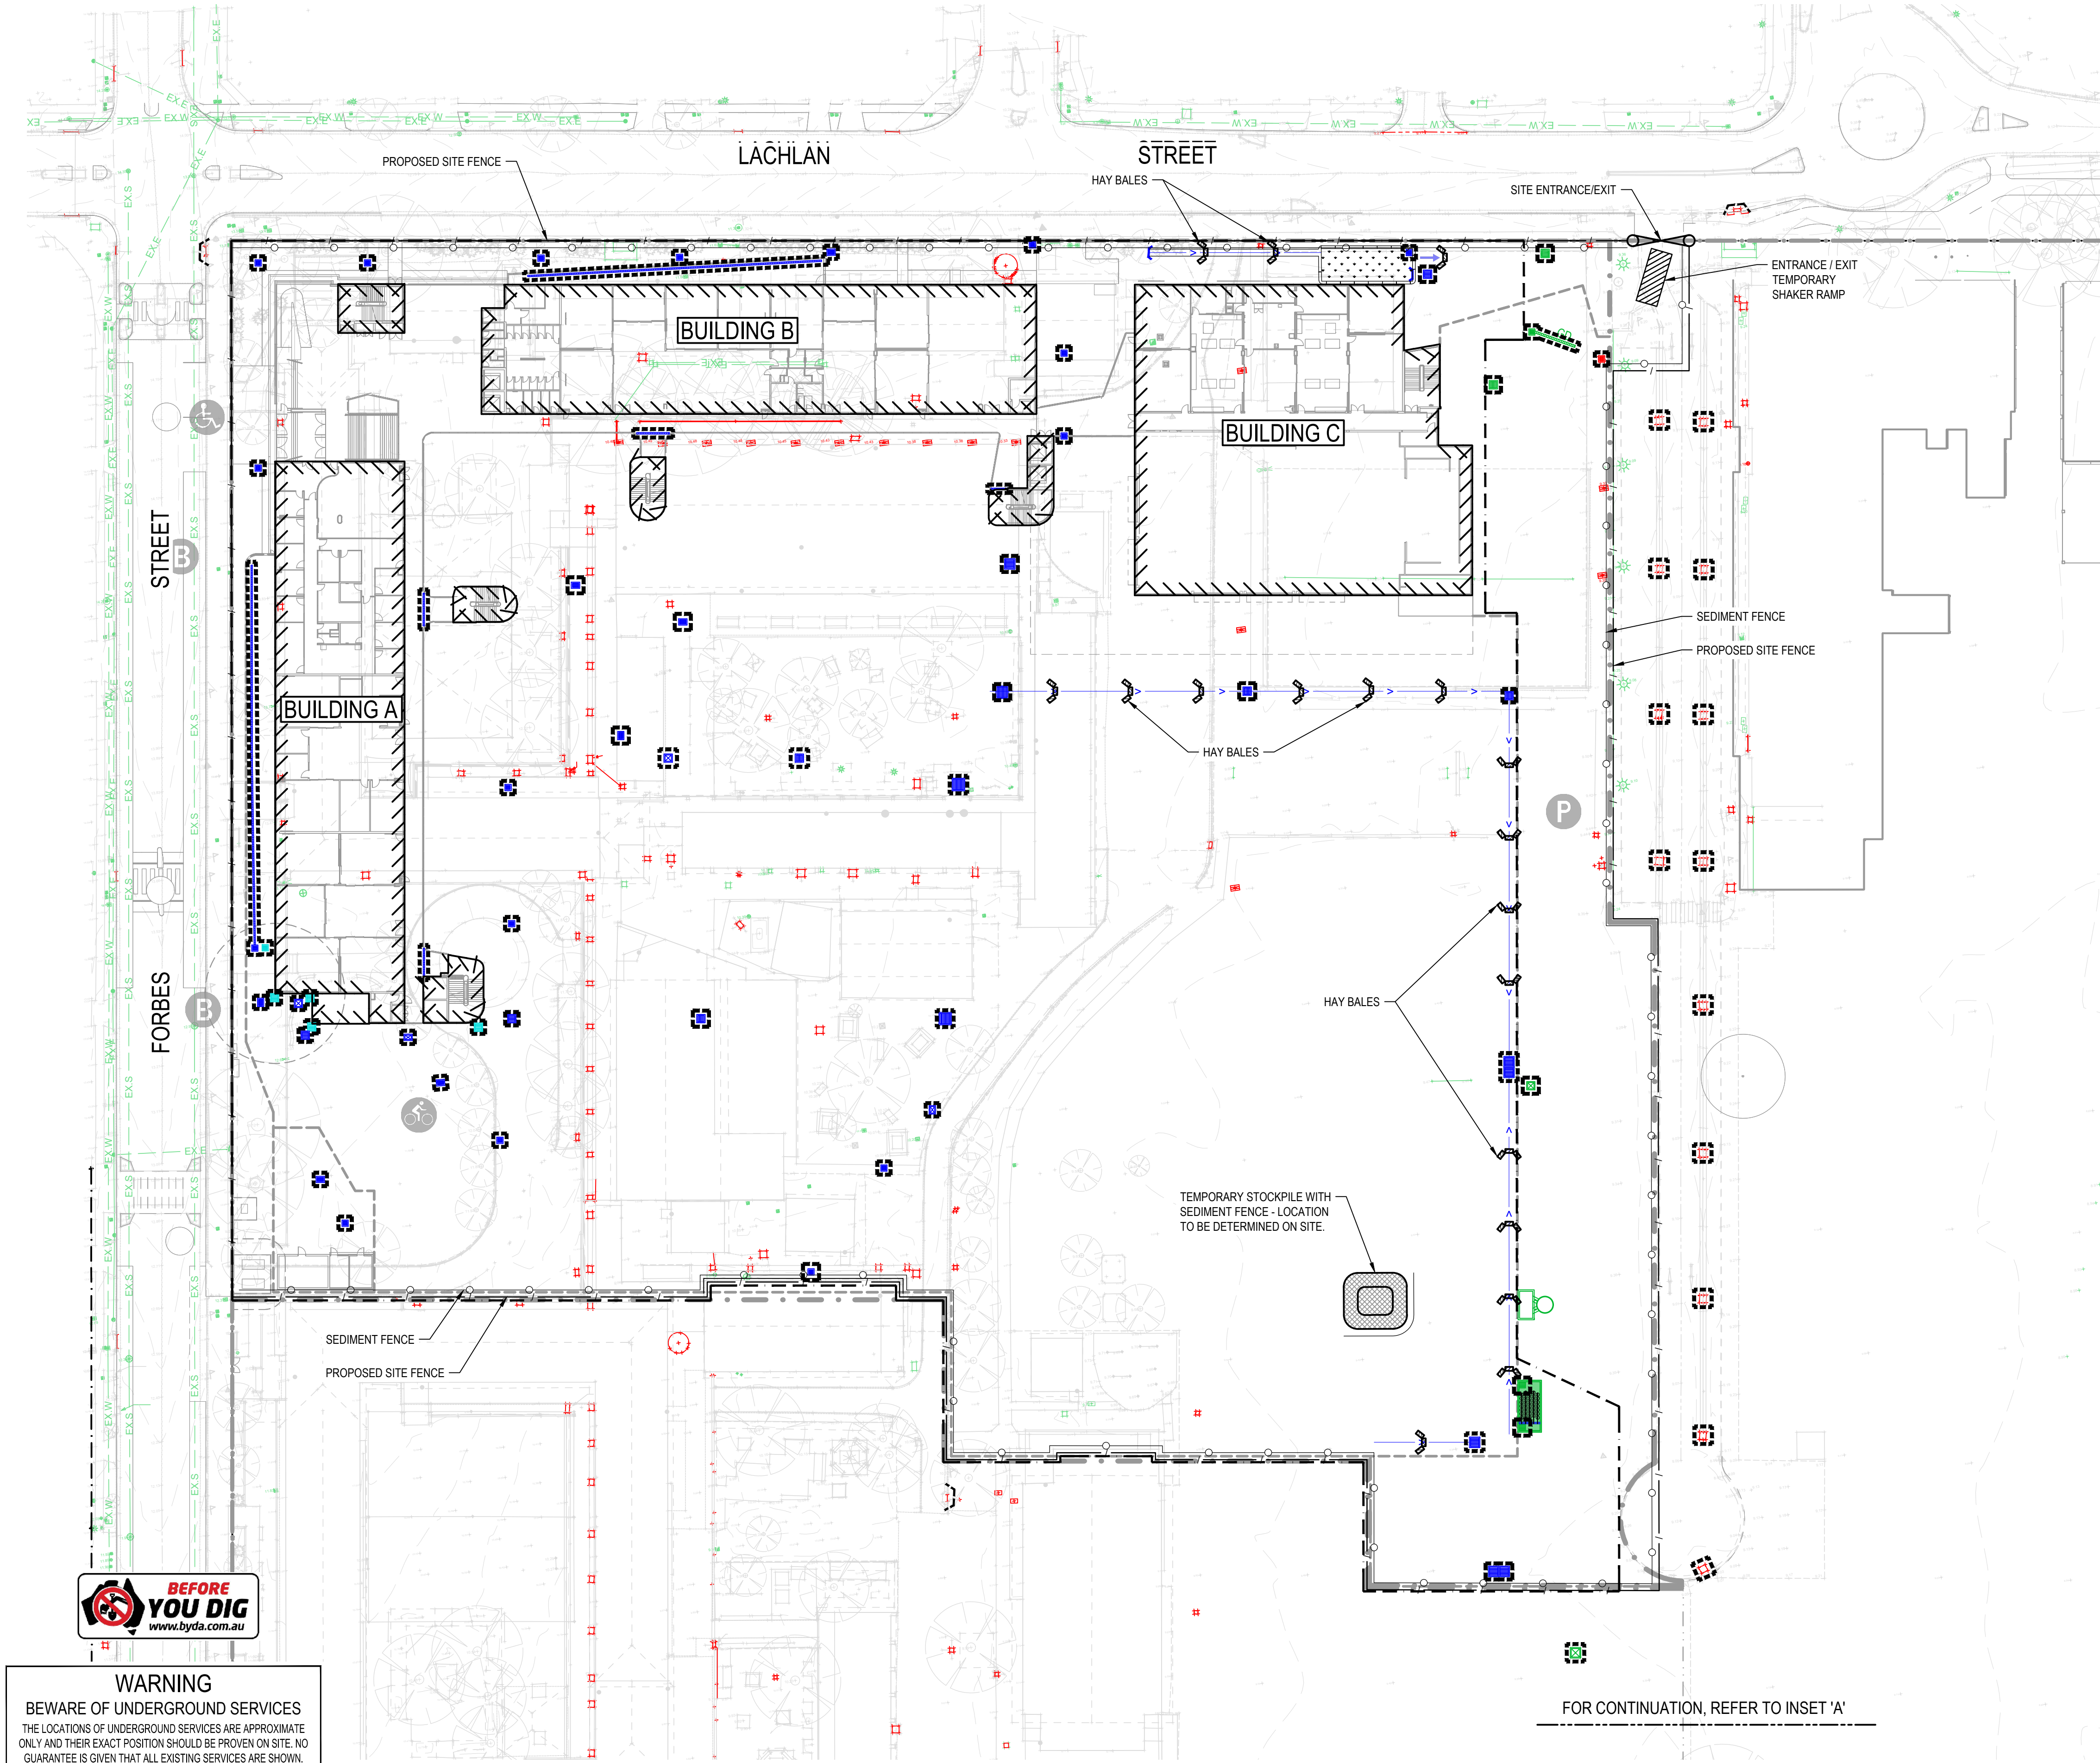 LACHLAN
STREET
PROPOSED SITE FENCE
HAY BALES
SITE ENTRANCE/EXIT
ENTRANCE / EXIT
TEMPORARY
SHAKER RAMP
BUILDING B
BUILDING C
STREET
B
SEDIMENT FENCE
PROPOSED SITE FENCE
BUILDING A
HAY BALES
P
FORBES
B
HAY BALES
TEMPORARY STOCKPILE WITH
SEDIMENT FENCE - LOCATION
TO BE DETERMINED ON SITE.
SEDIMENT FENCE
PROPOSED SITE FENCE
BEFORE
YOU DIG
www.byda.com.au
WARNING
BEWARE OF UNDERGROUND SERVICES
THE LOCATIONS OF UNDERGROUND SERVICES ARE APPROXIMATE
ONLY AND THEIR EXACT POSITION SHOULD BE PROVEN ON SITE. NO
GUARANTEE IS GIVEN THAT ALL EXISTING SERVICES ARE SHOWN.
FOR CONTINUATION, REFER TO INSET 'A'
EX.E
EX.W
EX.S